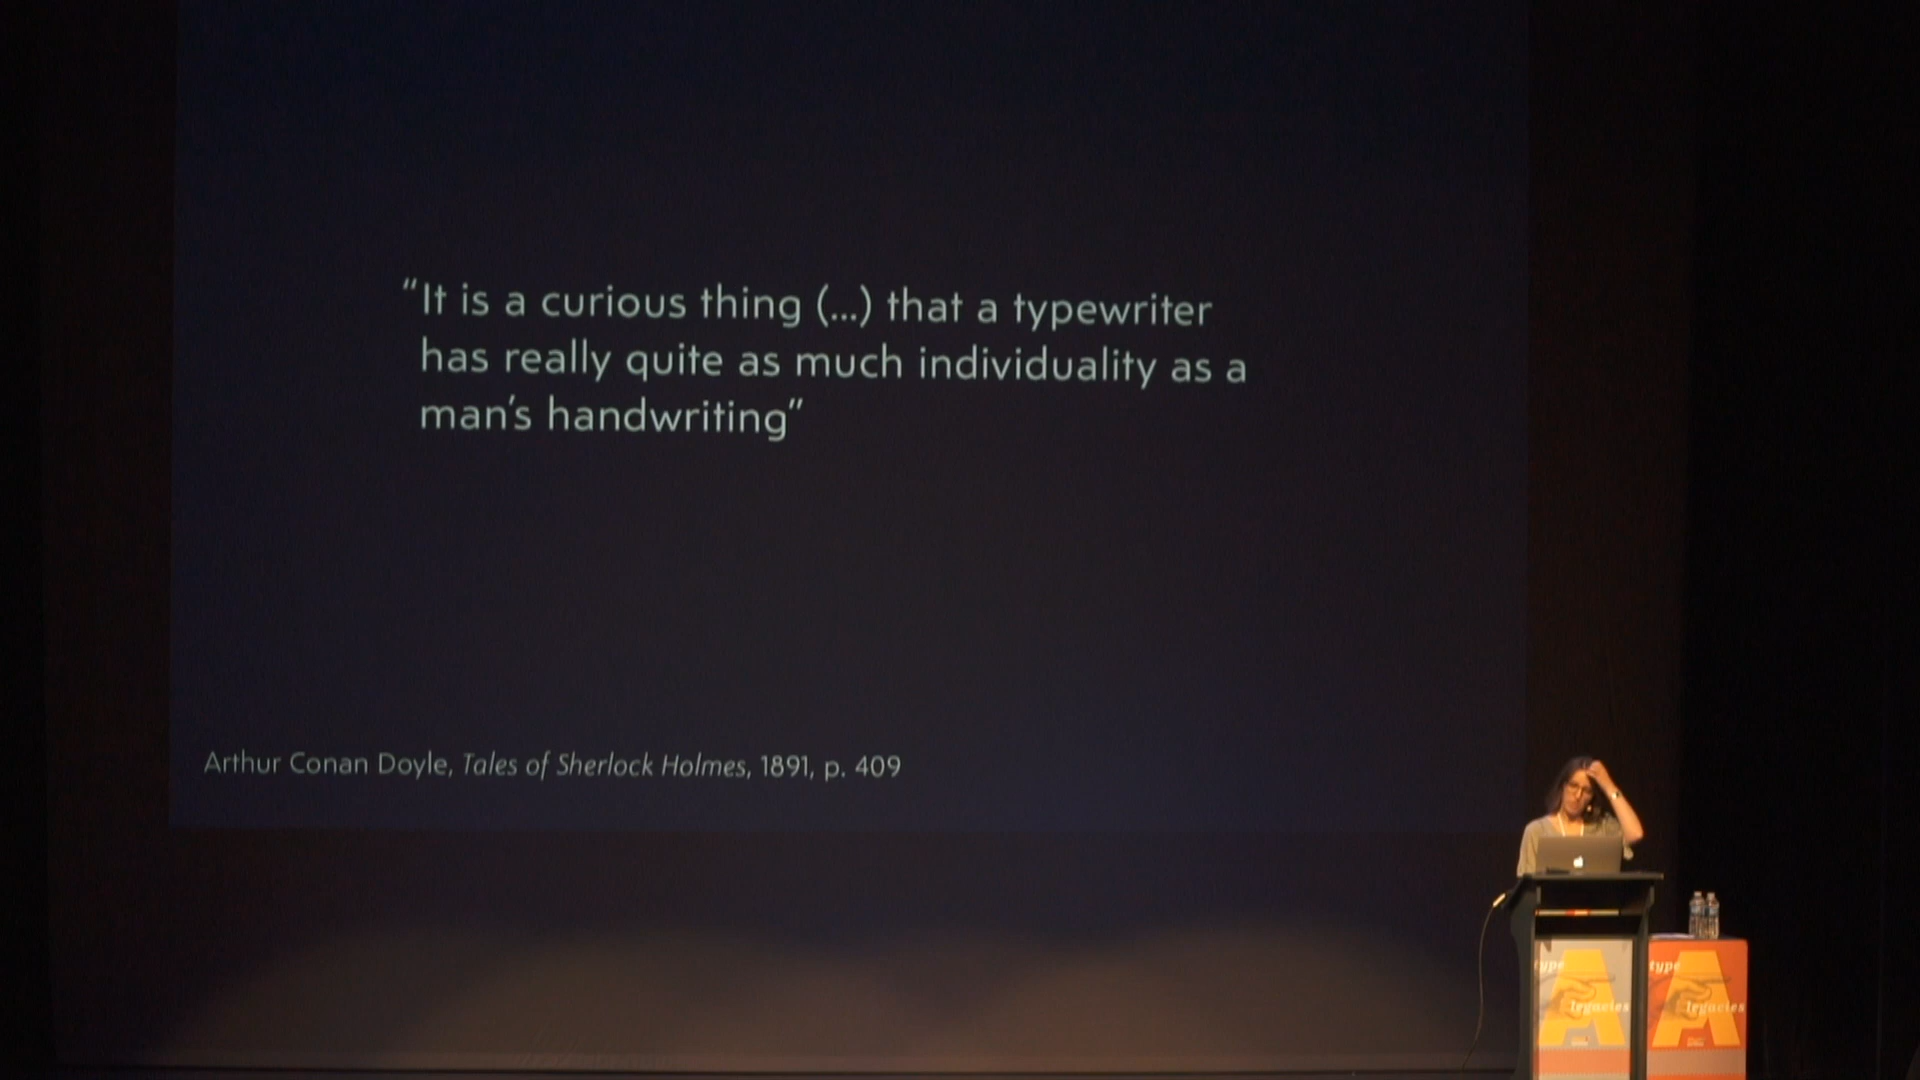 “It is a curious thing (...) that a typewriter
has really quite as much individuality as a
man’s handwriting”
Arthur Conan Doyle, Tales of Sherlock Holmes, 1891, p. 409
type
legacies
A
type
legacies
A